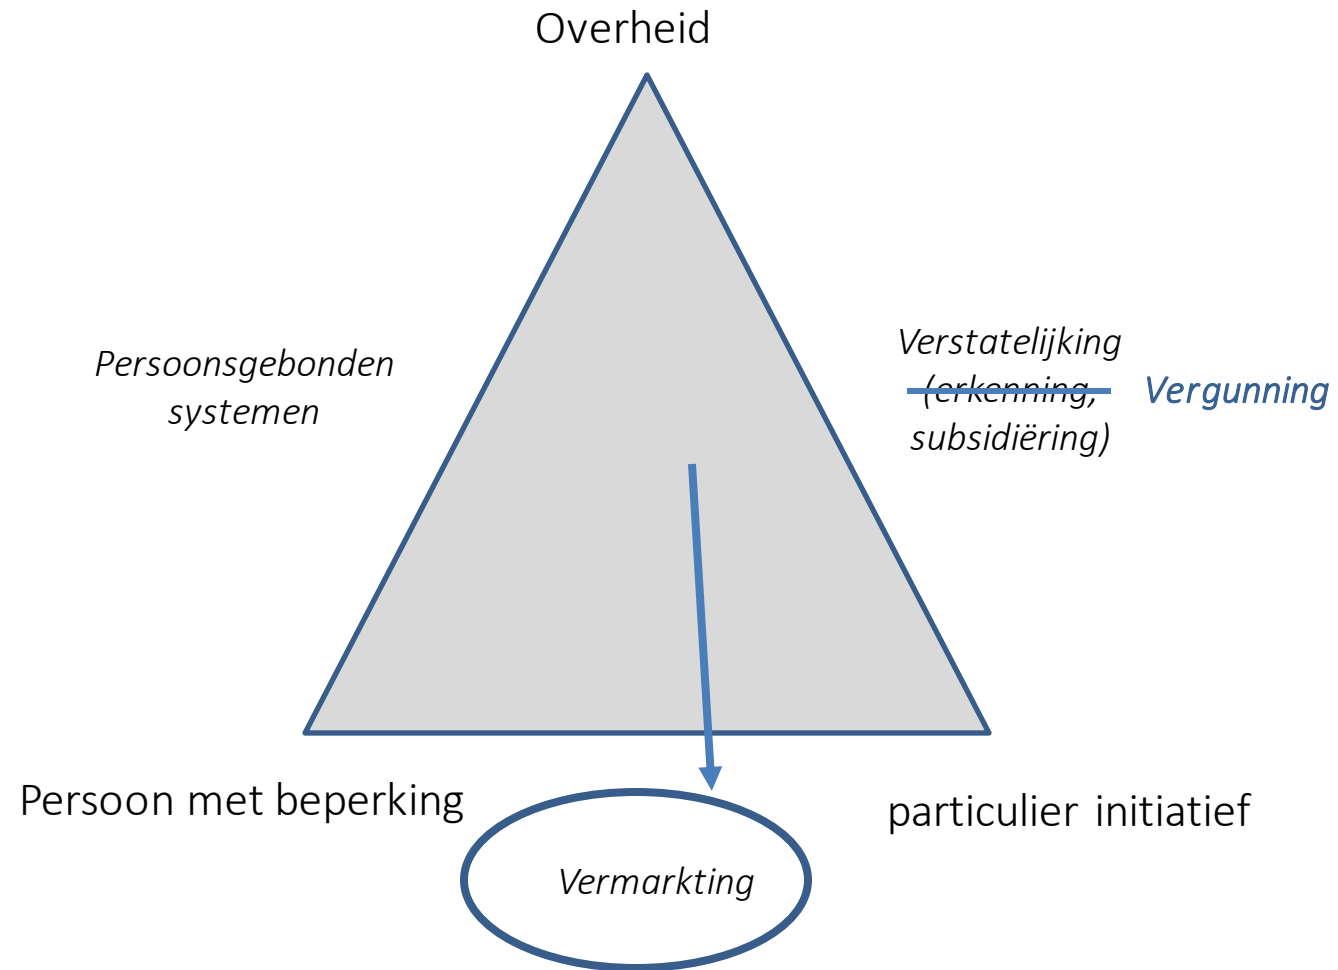 Overheid
Persoonsgebonden
systemen
Verstatelijking
(erkenning,
subsidiëring)
Vergunning
Persoon met beperking
particulier initiatief
Vermarkting